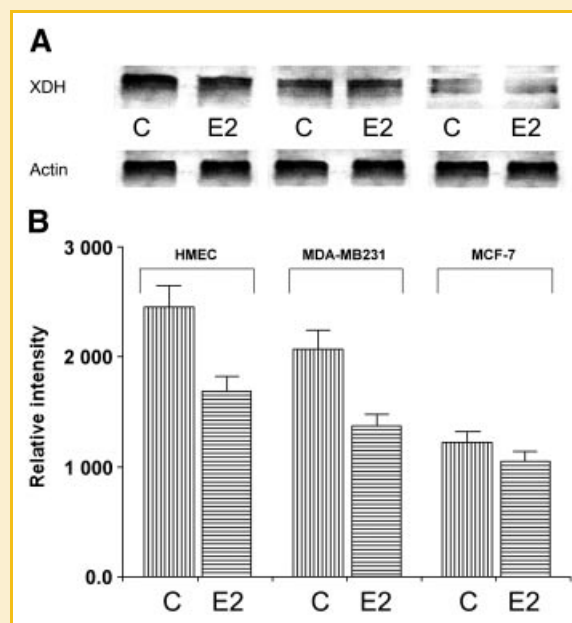 A
XDH
C E2 C E2 C E2
Actin
B
3 000
HMEC MDA-MB231 MCF-7
2 000
Relative intensity
1 000
0.0
C E2 C E2 C E2